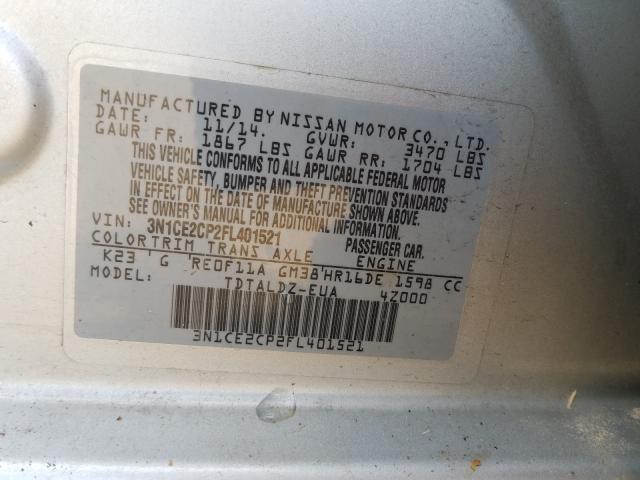 MANUFACTURED BY NISSAN MOTOR CO., LTD.
DATE: 11/14. GVWR: 3470 LBS
GAWR FR: 1867 LBS GAWR RR: 1704 LBS
THIS VEHICLE CONFORMS TO ALL APPLICABLE FEDERAL MOTOR
VEHICLE SAFETY, BUMPER AND THEFT PREVENTION STANDARDS
IN EFFECT ON THE DATE OF MANUFACTURE SHOWN ABOVE.
SEE OWNER'S MANUAL FOR ADDITIONAL INFORMATION.
VIN: 3N1CE2CP2FL401521 PASSENGER CAR.
COLORTRIM TRANS AXLE ENGINE
K23 'G 'RE0F11A GM38'HR16DE 1598 CC
MODEL: TDTALDZ-EUA 4Z000
3N1CE2CP2FL401521